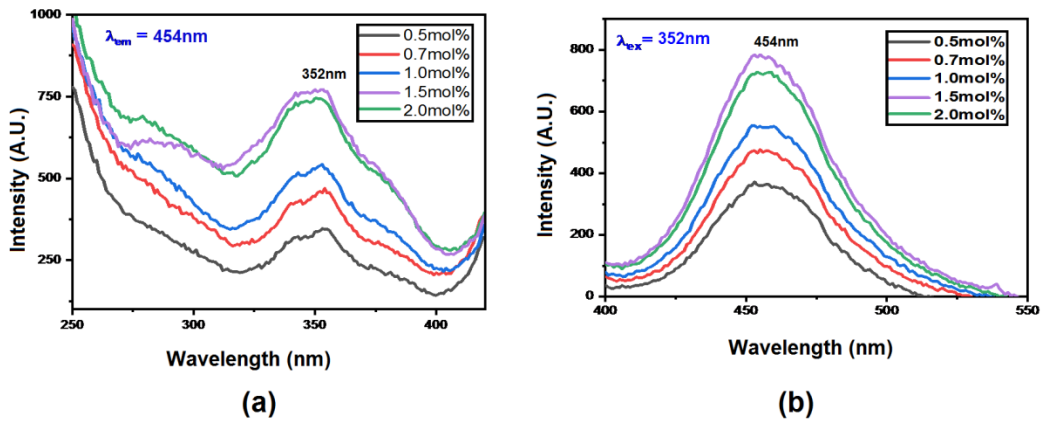 λem = 454nm
352nm
0.5mol%
0.7mol%
1.0mol%
1.5mol%
2.0mol%
1000
750
500
250
Intensity (A.U.)
250 300 350 400
Wavelength (nm)
(a)
λex = 352nm
454nm
0.5mol%
0.7mol%
1.0mol%
1.5mol%
2.0mol%
800
600
400
200
0
Intensity (A.U.)
400 450 500 550
Wavelength (nm)
(b)